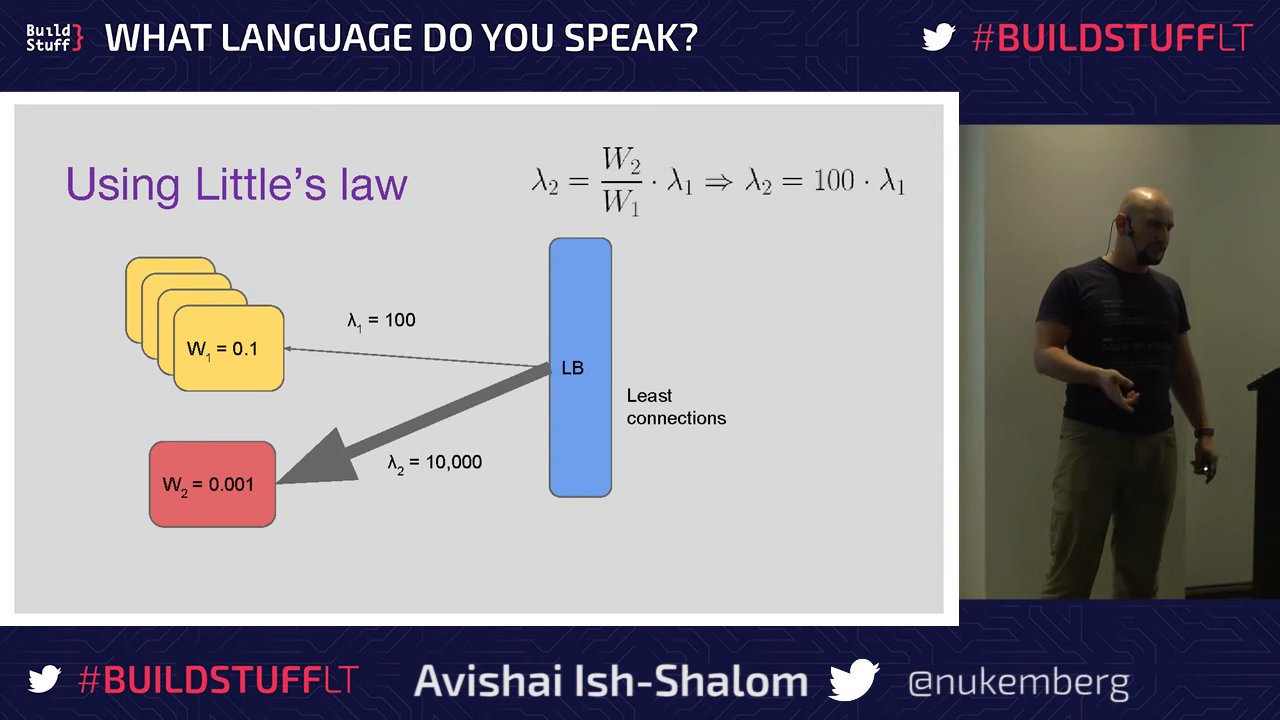 Build
Stuff}
WHAT LANGUAGE DO YOU SPEAK?
#BUILDSTUFFLT
Using Little's law
λ₂ = W₂/W₁ · λ₁ ⇒ λ₂ = 100 · λ₁
λ₁ = 100
W₁ = 0.1
LB
Least
connections
λ₂ = 10,000
W₂ = 0.001
#BUILDSTUFFLT
Avishai Ish-Shalom
@nukemberg